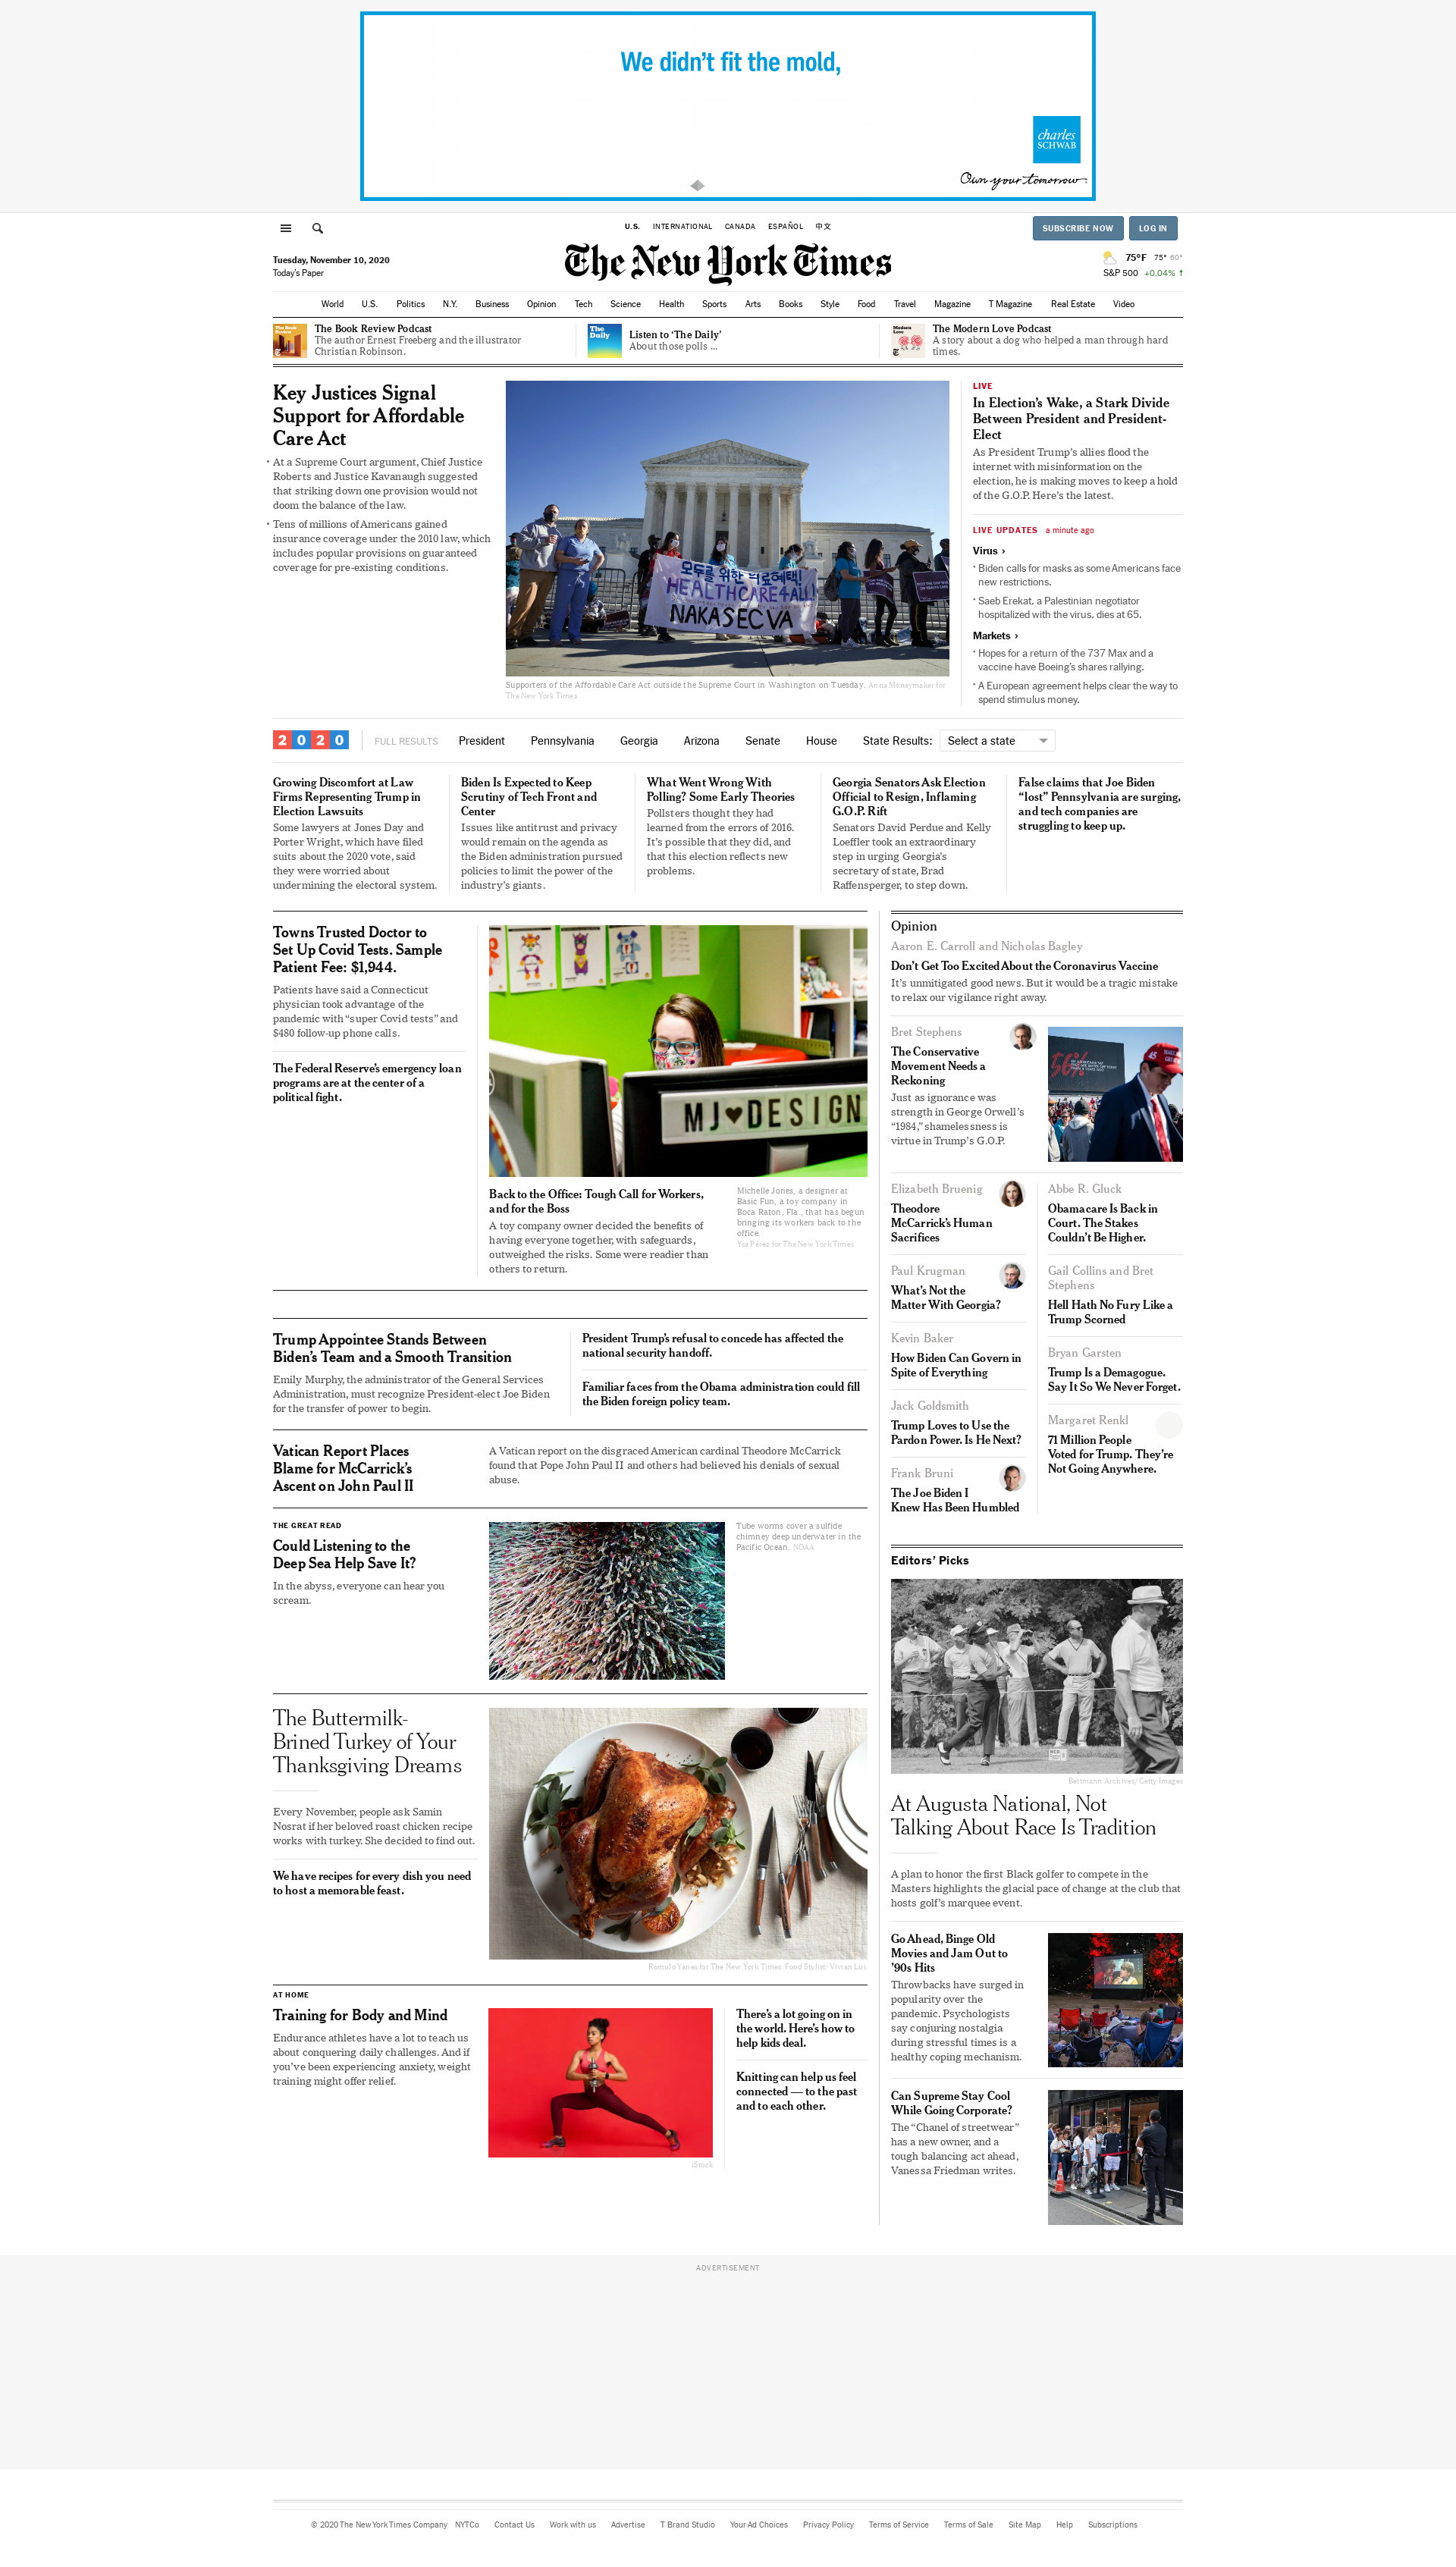 We didn't fit the mold,
charles
SCHWAB
Own your tomorrow
U.S. INTERNATIONAL CANADA ESPAÑOL 中文
SUBSCRIBE NOW LOG IN
The New York Times
Tuesday, November 10, 2020
Today's Paper
75°F 75° 60°
S&P 500 +0.04% ↑
World U.S. Politics N.Y. Business Opinion Tech Science Health Sports Arts Books Style Food Travel Magazine T Magazine Real Estate Video
The Book Review Podcast
The author Ernest Freeberg and the illustrator
Christian Robinson.
The Daily
Listen to ‘The Daily’
About those polls …
Modern Love
The Modern Love Podcast
A story about a dog who helped a man through hard
times.
Key Justices Signal
Support for Affordable
Care Act
• At a Supreme Court argument, Chief Justice
Roberts and Justice Kavanaugh suggested
that striking down one provision would not
doom the balance of the law.
• Tens of millions of Americans gained
insurance coverage under the 2010 law, which
includes popular provisions on guaranteed
coverage for pre-existing conditions.
모두를 위한 의료혜택!
HEALTHCARE4ALL!
NAKASEC VA
Supporters of the Affordable Care Act outside the Supreme Court in Washington on Tuesday. Anna Moneymaker for
The New York Times
LIVE
In Election’s Wake, a Stark Divide
Between President and President-
Elect
As President Trump’s allies flood the
internet with misinformation on the
election, he is making moves to keep a hold
of the G.O.P. Here’s the latest.
LIVE UPDATES a minute ago
Virus ›
• Biden calls for masks as some Americans face
new restrictions.
• Saeb Erekat, a Palestinian negotiator
hospitalized with the virus, dies at 65.
Markets ›
• Hopes for a return of the 737 Max and a
vaccine have Boeing’s shares rallying.
• A European agreement helps clear the way to
spend stimulus money.
2020 FULL RESULTS President Pennsylvania Georgia Arizona Senate House State Results: Select a state
Growing Discomfort at Law
Firms Representing Trump in
Election Lawsuits
Some lawyers at Jones Day and
Porter Wright, which have filed
suits about the 2020 vote, said
they were worried about
undermining the electoral system.
Biden Is Expected to Keep
Scrutiny of Tech Front and
Center
Issues like antitrust and privacy
would remain on the agenda as
the Biden administration pursued
policies to limit the power of the
industry’s giants.
What Went Wrong With
Polling? Some Early Theories
Pollsters thought they had
learned from the errors of 2016.
It’s possible that they did, and
that this election reflects new
problems.
Georgia Senators Ask Election
Official to Resign, Inflaming
G.O.P. Rift
Senators David Perdue and Kelly
Loeffler took an extraordinary
step in urging Georgia’s
secretary of state, Brad
Raffensperger, to step down.
False claims that Joe Biden
“lost” Pennsylvania are surging,
and tech companies are
struggling to keep up.
Towns Trusted Doctor to
Set Up Covid Tests. Sample
Patient Fee: $1,944.
Patients have said a Connecticut
physician took advantage of the
pandemic with “super Covid tests” and
$480 follow-up phone calls.
The Federal Reserve’s emergency loan
programs are at the center of a
political fight.
MJ♥DESIGN
Back to the Office: Tough Call for Workers,
and for the Boss
A toy company owner decided the benefits of
having everyone together, with safeguards,
outweighed the risks. Some were readier than
others to return.
Michelle Jones, a designer at
Basic Fun, a toy company in
Boca Raton, Fla., that has begun
bringing its workers back to the
office.
Ysa Pérez for The New York Times
Trump Appointee Stands Between
Biden’s Team and a Smooth Transition
Emily Murphy, the administrator of the General Services
Administration, must recognize President-elect Joe Biden
for the transfer of power to begin.
President Trump’s refusal to concede has affected the
national security handoff.
Familiar faces from the Obama administration could fill
the Biden foreign policy team.
Vatican Report Places
Blame for McCarrick’s
Ascent on John Paul II
A Vatican report on the disgraced American cardinal Theodore McCarrick
found that Pope John Paul II and others had believed his denials of sexual
abuse.
THE GREAT READ
Could Listening to the
Deep Sea Help Save It?
In the abyss, everyone can hear you
scream.
Tube worms cover a sulfide
chimney deep underwater in the
Pacific Ocean. NOAA
The Buttermilk-
Brined Turkey of Your
Thanksgiving Dreams
Every November, people ask Samin
Nosrat if her beloved roast chicken recipe
works with turkey. She decided to find out.
We have recipes for every dish you need
to host a memorable feast.
Romulo Yanes for The New York Times. Food Stylist: Vivian Lui.
AT HOME
Training for Body and Mind
Endurance athletes have a lot to teach us
about conquering daily challenges. And if
you’ve been experiencing anxiety, weight
training might offer relief.
iStock
There’s a lot going on in
the world. Here’s how to
help kids deal.
Knitting can help us feel
connected — to the past
and to each other.
Opinion
Aaron E. Carroll and Nicholas Bagley
Don’t Get Too Excited About the Coronavirus Vaccine
It’s unmitigated good news. But it would be a tragic mistake
to relax our vigilance right away.
Bret Stephens
The Conservative
Movement Needs a
Reckoning
Just as ignorance was
strength in George Orwell’s
“1984,” shamelessness is
virtue in Trump’s G.O.P.
56%
45
Elizabeth Bruenig
Theodore
McCarrick’s Human
Sacrifices
Paul Krugman
What’s Not the
Matter With Georgia?
Kevin Baker
How Biden Can Govern in
Spite of Everything
Jack Goldsmith
Trump Loves to Use the
Pardon Power. Is He Next?
Frank Bruni
The Joe Biden I
Knew Has Been Humbled
Abbe R. Gluck
Obamacare Is Back in
Court. The Stakes
Couldn’t Be Higher.
Gail Collins and Bret
Stephens
Hell Hath No Fury Like a
Trump Scorned
Bryan Garsten
Trump Is a Demagogue.
Say It So We Never Forget.
Margaret Renkl
71 Million People
Voted for Trump. They’re
Not Going Anywhere.
Editors’ Picks
Bettmann Archives/Getty Images
At Augusta National, Not
Talking About Race Is Tradition
A plan to honor the first Black golfer to compete in the
Masters highlights the glacial pace of change at the club that
hosts golf’s marquee event.
Go Ahead, Binge Old
Movies and Jam Out to
’90s Hits
Throwbacks have surged in
popularity over the
pandemic. Psychologists
say conjuring nostalgia
during stressful times is a
healthy coping mechanism.
Can Supreme Stay Cool
While Going Corporate?
The “Chanel of streetwear”
has a new owner, and a
tough balancing act ahead,
Vanessa Friedman writes.
ADVERTISEMENT
© 2020 The New York Times Company NYTCo Contact Us Work with us Advertise T Brand Studio Your Ad Choices Privacy Policy Terms of Service Terms of Sale Site Map Help Subscriptions